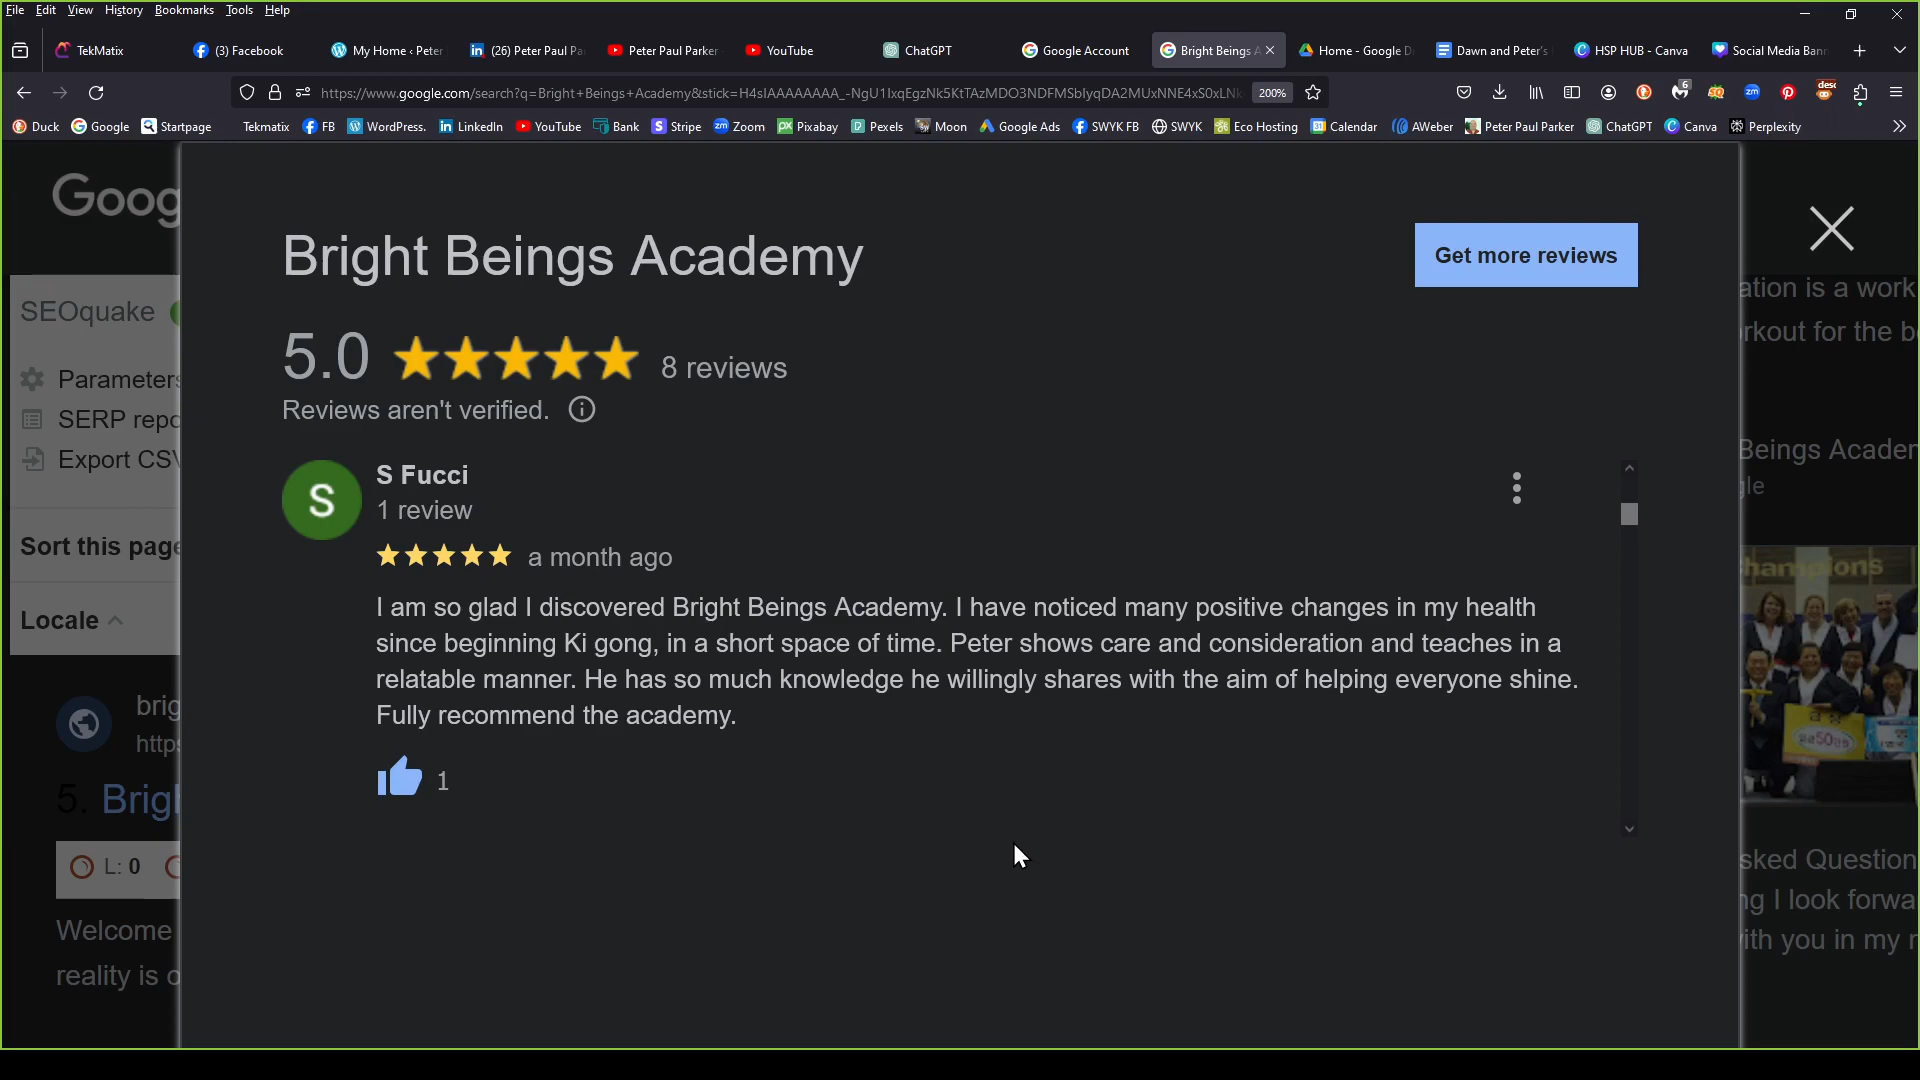 File Edit View History Bookmarks Tools Help
TekMatix (3) Facebook My Home ‹ Peter (26) Peter Paul Pa Peter Paul Parker YouTube ChatGPT Google Account Bright Beings A Home - Google D Dawn and Peter's HSP HUB - Canva Social Media Bann
https://www.google.com/search?q=Bright+Beings+Academy&stick= 200% 6 desc
Duck Google Startpage Tekmatix FB WordPress. LinkedIn YouTube Bank Stripe Zoom Pixabay Pexels Moon Google Ads SWYK FB SWYK Eco Hosting Calendar AWeber Peter Paul Parker ChatGPT Canva Perplexity
Goog
Bright Beings Academy
Get more reviews
SEOquake
ation is a work
rkout for the b
5.0 8 reviews
Parameters
Reviews aren't verified.
SERP repo
Export CSV
Beings Academ
gle
S
S Fucci
1 review
a month ago
Sort this page
hampions
I am so glad I discovered Bright Beings Academy. I have noticed many positive changes in my health
Locale
since beginning Ki gong, in a short space of time. Peter shows care and consideration and teaches in a
relatable manner. He has so much knowledge he willingly shares with the aim of helping everyone shine.
Fully recommend the academy.
brig
https
1
5. Brigh
L: 0
sked Question
ng I look forwa
ith you in my r
Welcome
reality is o